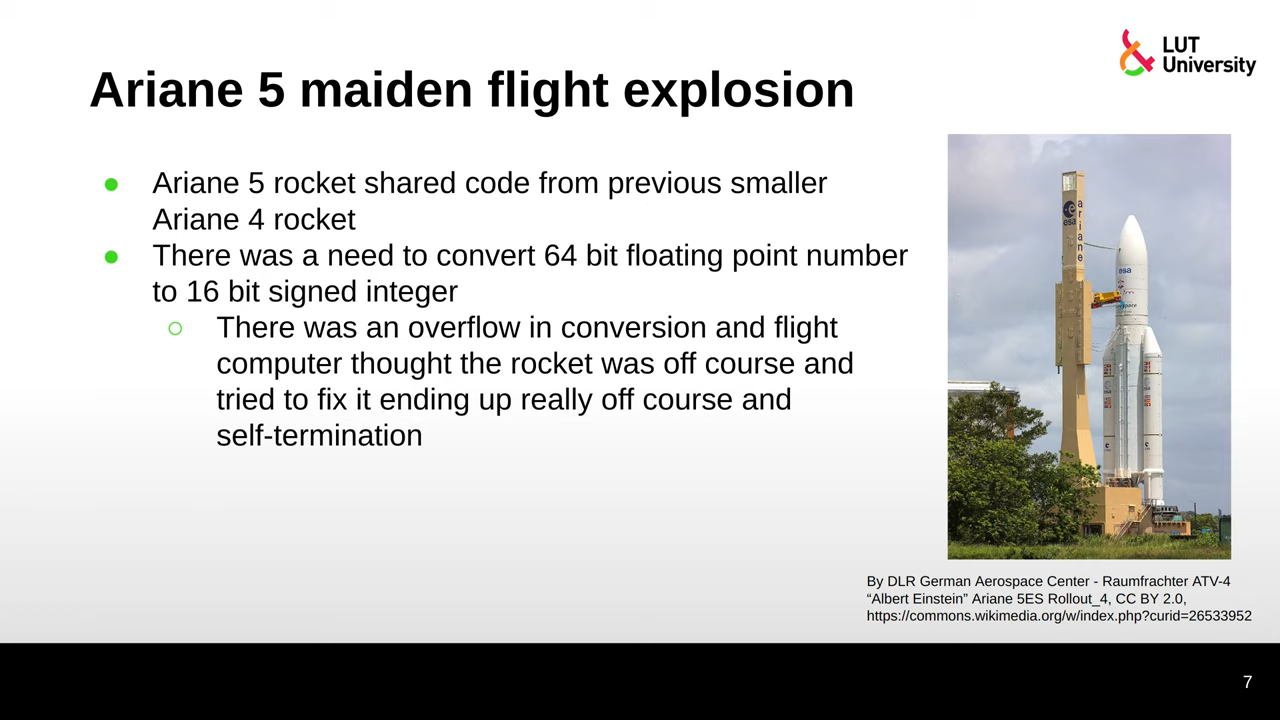 LUT
University
Ariane 5 maiden flight explosion
● Ariane 5 rocket shared code from previous smaller
Ariane 4 rocket
● There was a need to convert 64 bit floating point number
to 16 bit signed integer
○ There was an overflow in conversion and flight
computer thought the rocket was off course and
tried to fix it ending up really off course and
self-termination
esa
ariane
esa
By DLR German Aerospace Center - Raumfrachter ATV-4
“Albert Einstein” Ariane 5ES Rollout_4, CC BY 2.0,
https://commons.wikimedia.org/w/index.php?curid=26533952
7